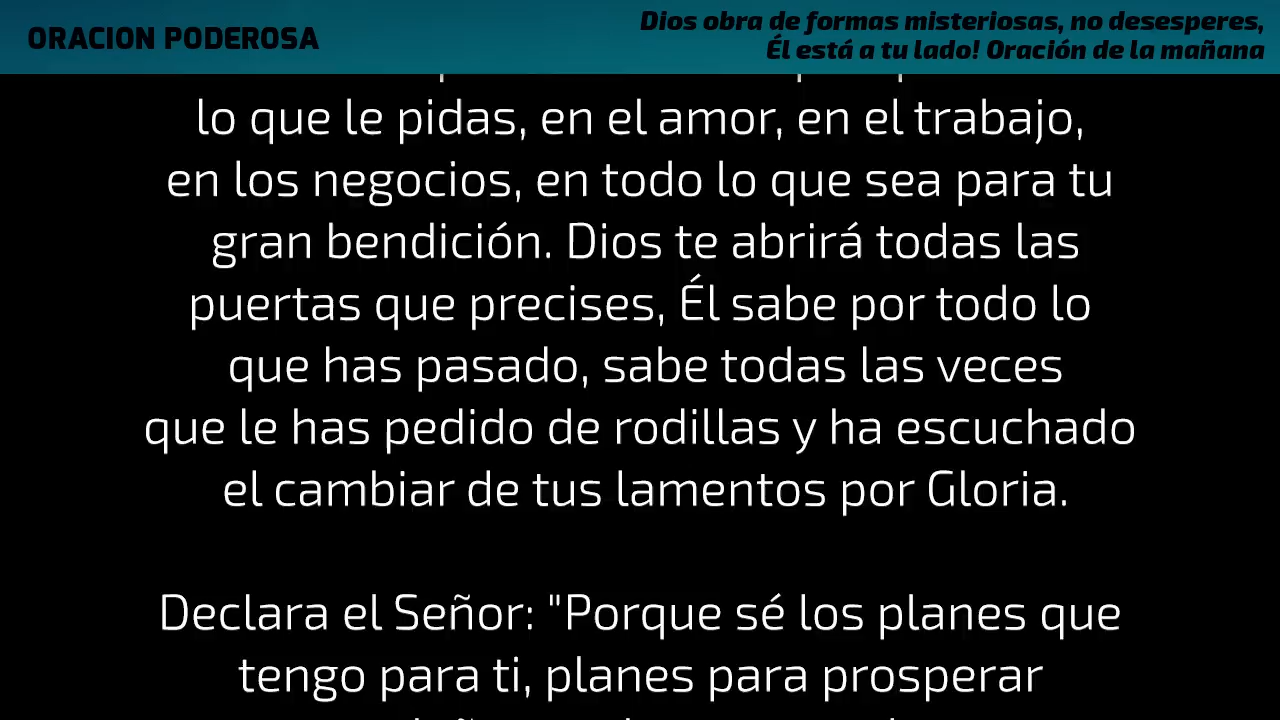 ORACION PODEROSA
Dios obra de formas misteriosas, no desesperes,
Él está a tu lado! Oración de la mañana
lo que le pidas, en el amor, en el trabajo,
en los negocios, en todo lo que sea para tu
gran bendición. Dios te abrirá todas las
puertas que precises, Él sabe por todo lo
que has pasado, sabe todas las veces
que le has pedido de rodillas y ha escuchado
el cambiar de tus lamentos por Gloria.
Declara el Señor: "Porque sé los planes que
tengo para ti, planes para prosperar